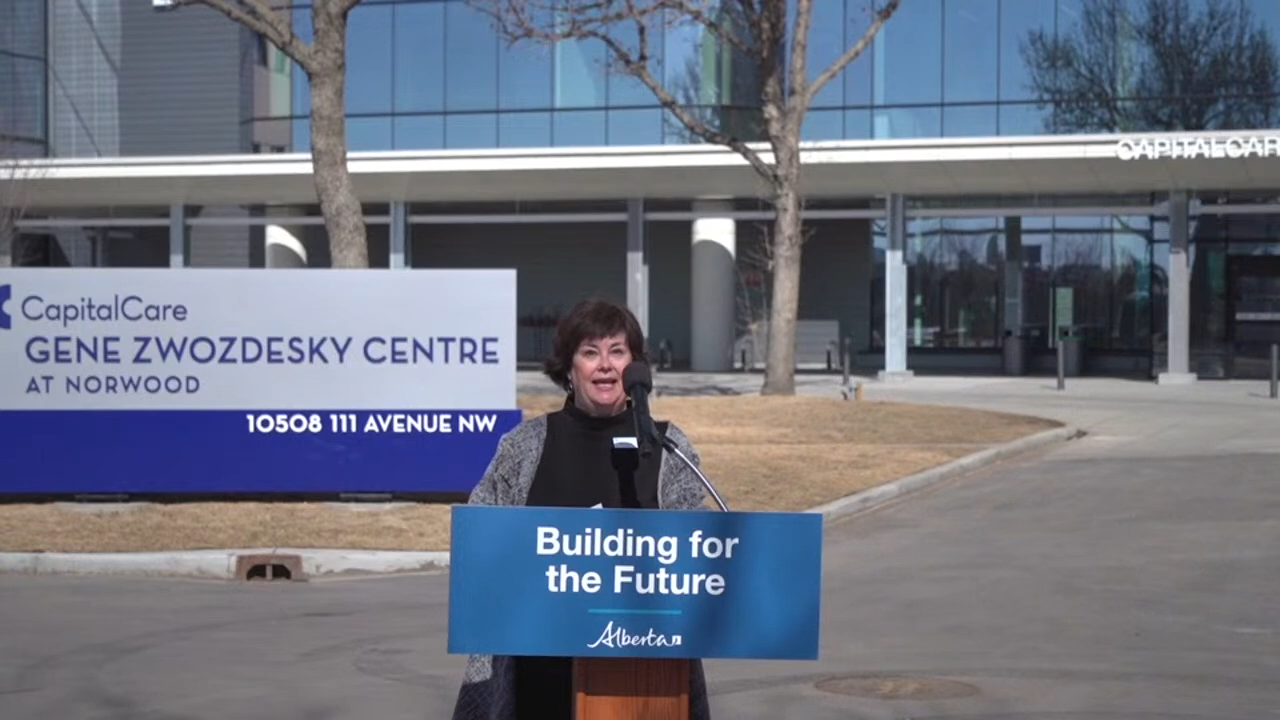 CAPITALCAR
CapitalCare
GENE ZWOZDESKY CENTRE
AT NORWOOD
10508 111 AVENUE NW
Building for
the Future
Alberta